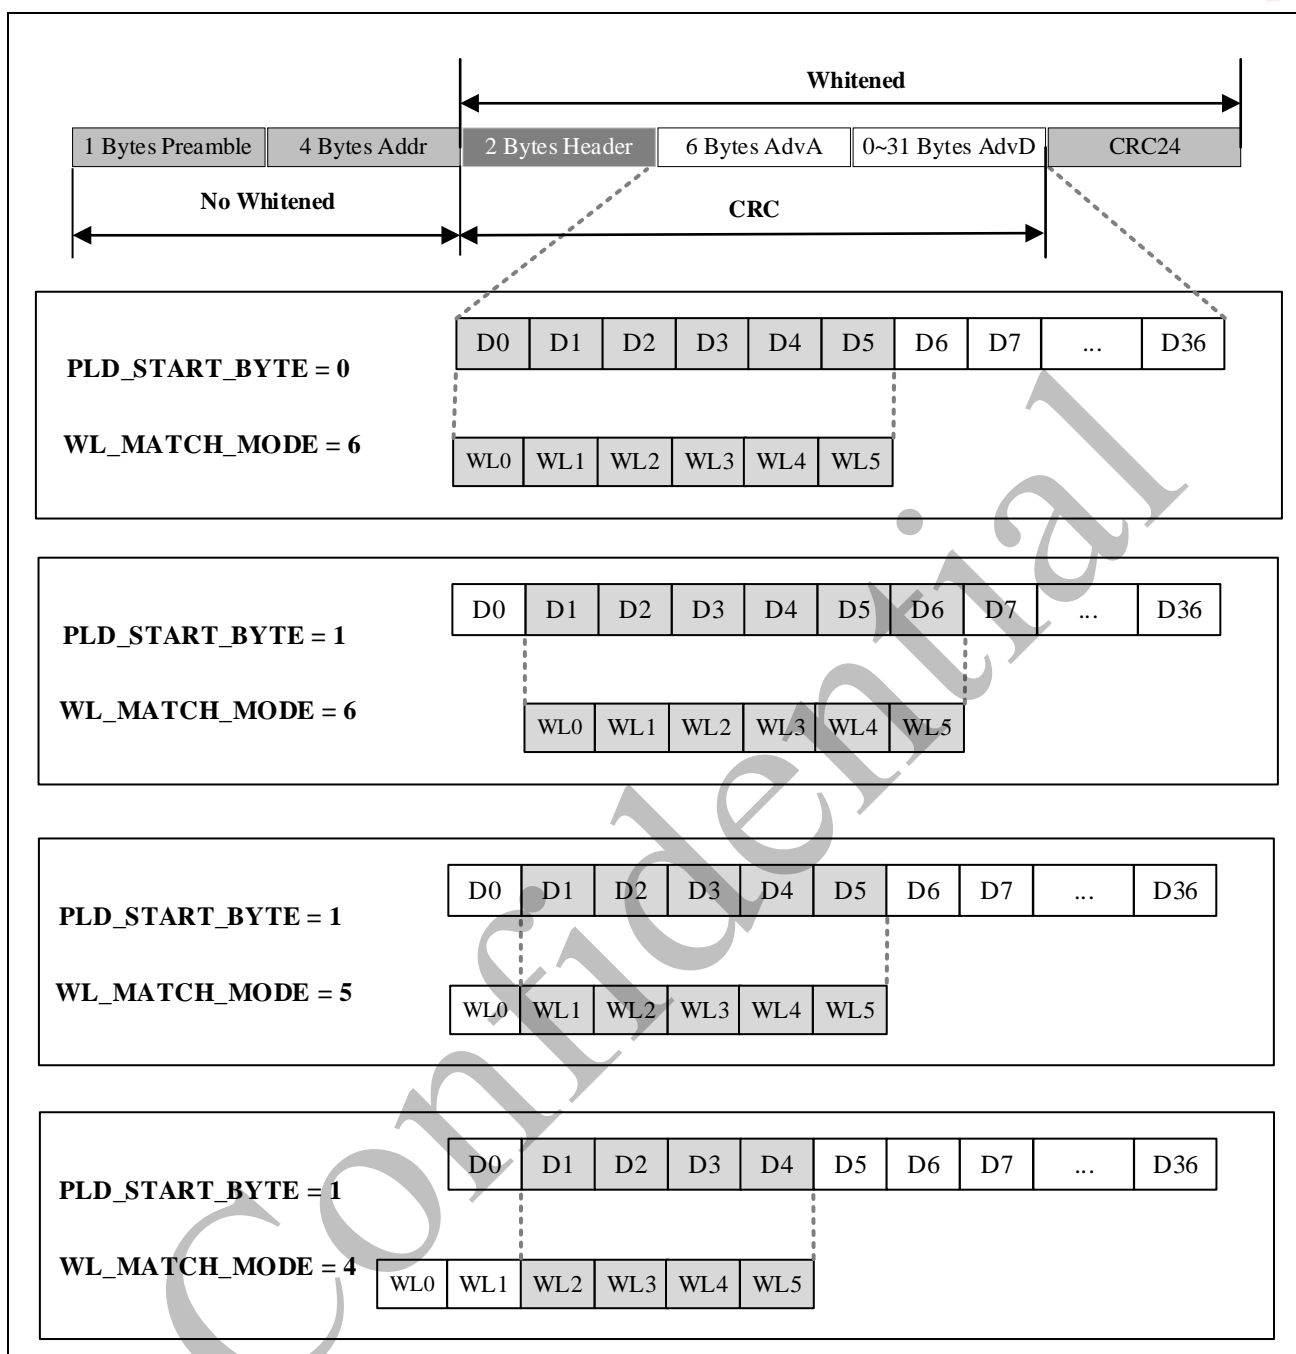 Whitened
1 Bytes Preamble 4 Bytes Addr 2 Bytes Header 6 Bytes AdvA 0~31 Bytes AdvD CRC24
No Whitened CRC
D0 D1 D2 D3 D4 D5 D6 D7 ... D36
PLD_START_BYTE = 0
WL_MATCH_MODE = 6
WL0 WL1 WL2 WL3 WL4 WL5
D0 D1 D2 D3 D4 D5 D6 D7 ... D36
PLD_START_BYTE = 1
WL_MATCH_MODE = 6
WL0 WL1 WL2 WL3 WL4 WL5
D0 D1 D2 D3 D4 D5 D6 D7 ... D36
PLD_START_BYTE = 1
WL_MATCH_MODE = 5
WL0 WL1 WL2 WL3 WL4 WL5
D0 D1 D2 D3 D4 D5 D6 D7 ... D36
PLD_START_BYTE = 1
WL_MATCH_MODE = 4
WL0 WL1 WL2 WL3 WL4 WL5
Confidential